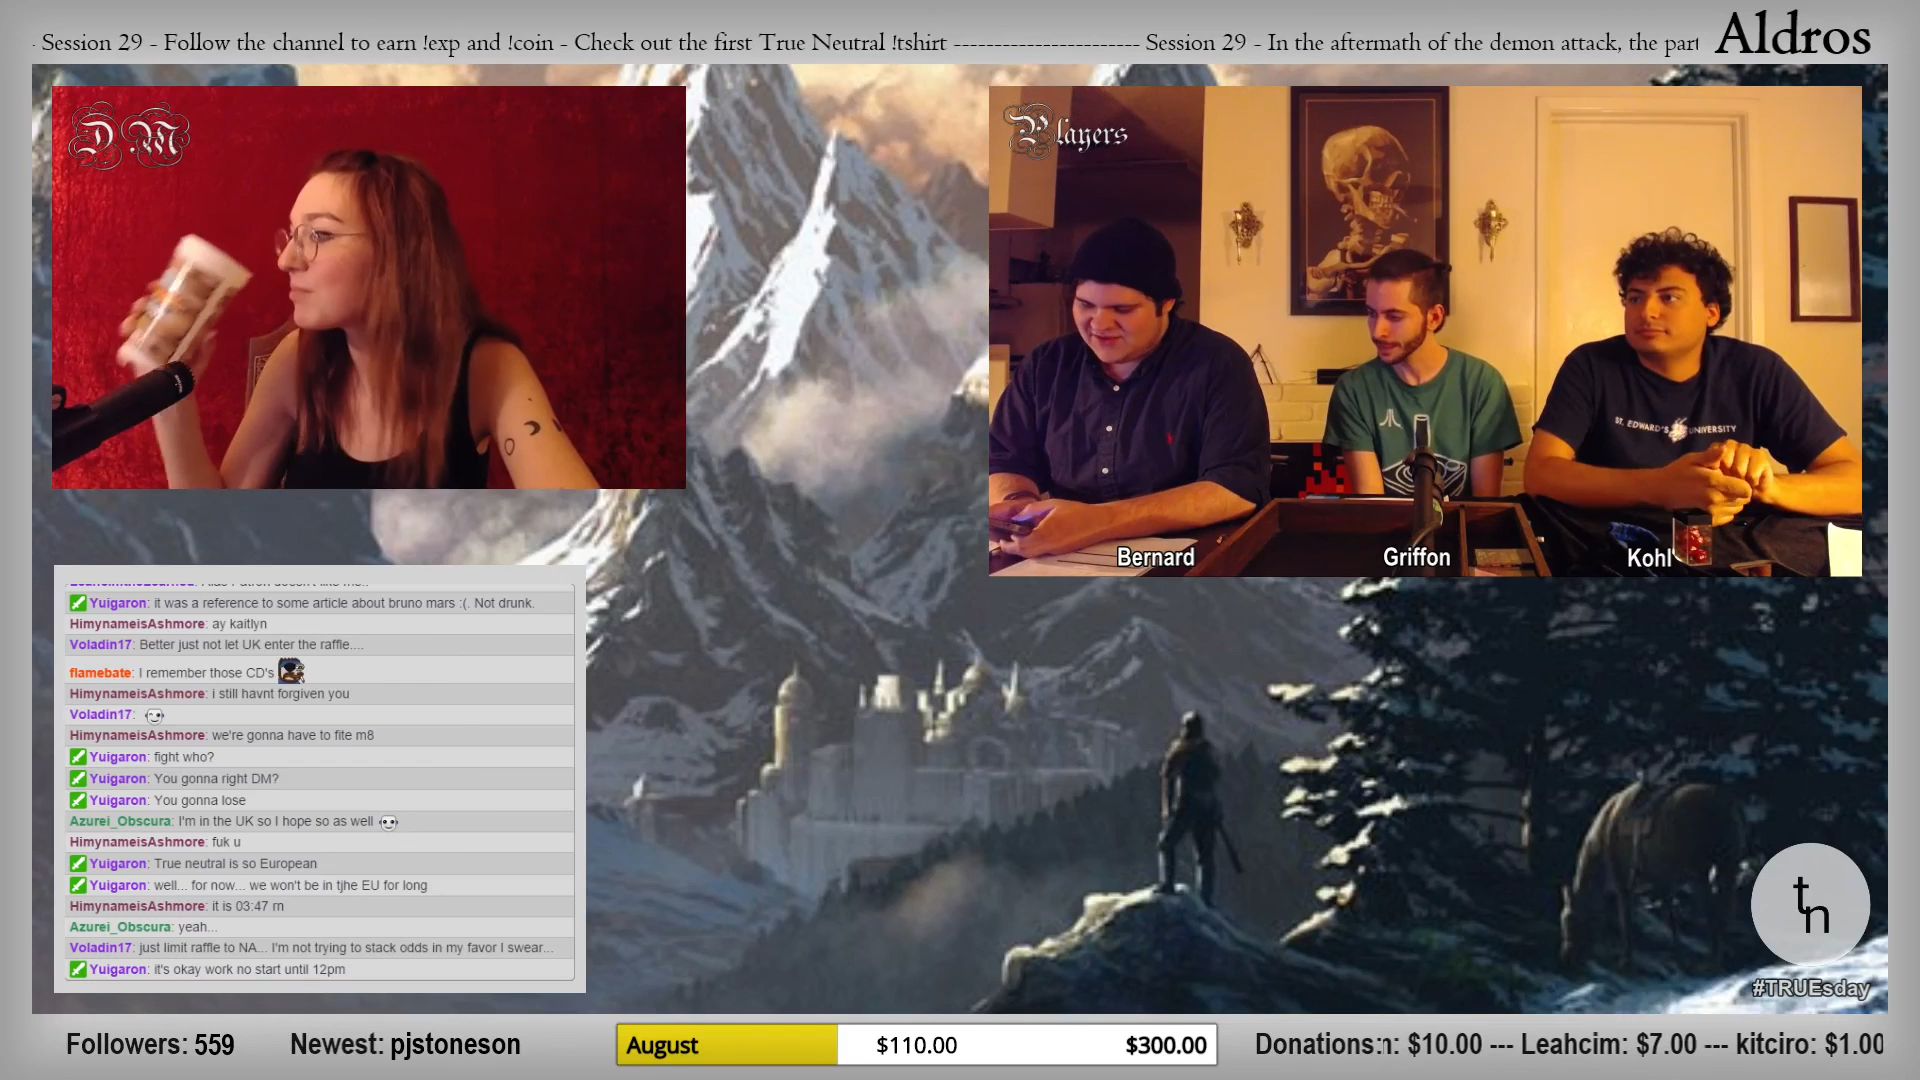 - Session 29 - Follow the channel to earn !exp and !coin - Check out the first True Neutral !tshirt ----------------------- Session 29 - In the aftermath of the demon attack, the part
Aldros
D.M
Players
ST. EDWARD'S UNIVERSITY
Bernard
Griffon
Kohl
Yuigaron: it was a reference to some article about bruno mars :(. Not drunk.
HimynameisAshmore: ay kaitlyn
Voladin17: Better just not let UK enter the raffle....
flamebate: I remember those CD's
HimynameisAshmore: i still havnt forgiven you
Voladin17:
HimynameisAshmore: we're gonna have to fite m8
Yuigaron: fight who?
Yuigaron: You gonna right DM?
Yuigaron: You gonna lose
Azurei_Obscura: I'm in the UK so I hope so as well
HimynameisAshmore: fuk u
Yuigaron: True neutral is so European
Yuigaron: well... for now... we won't be in tjhe EU for long
HimynameisAshmore: it is 03:47 rn
Azurei_Obscura: yeah...
Voladin17: just limit raffle to NA... I'm not trying to stack odds in my favor I swear...
Yuigaron: it's okay work no start until 12pm
tn
#TRUEsday
Followers: 559
Newest: pjstoneson
August $110.00 $300.00
Donations: n: $10.00 --- Leahcim: $7.00 --- kitciro: $1.00